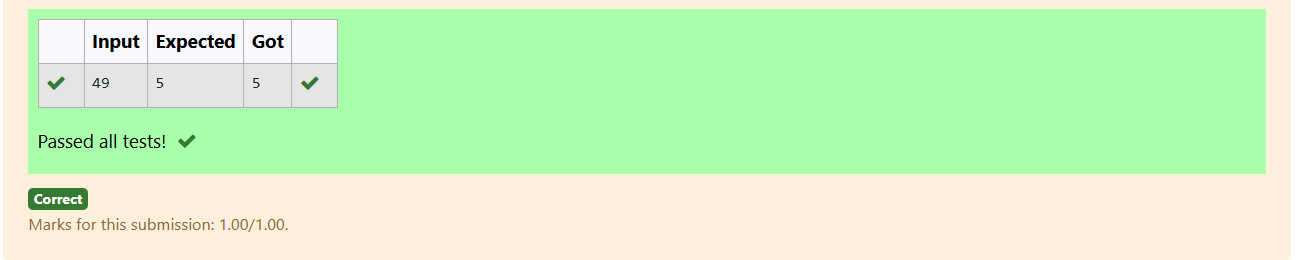 Input Expected Got
49 5 5
Passed all tests!
Correct
Marks for this submission: 1.00/1.00.